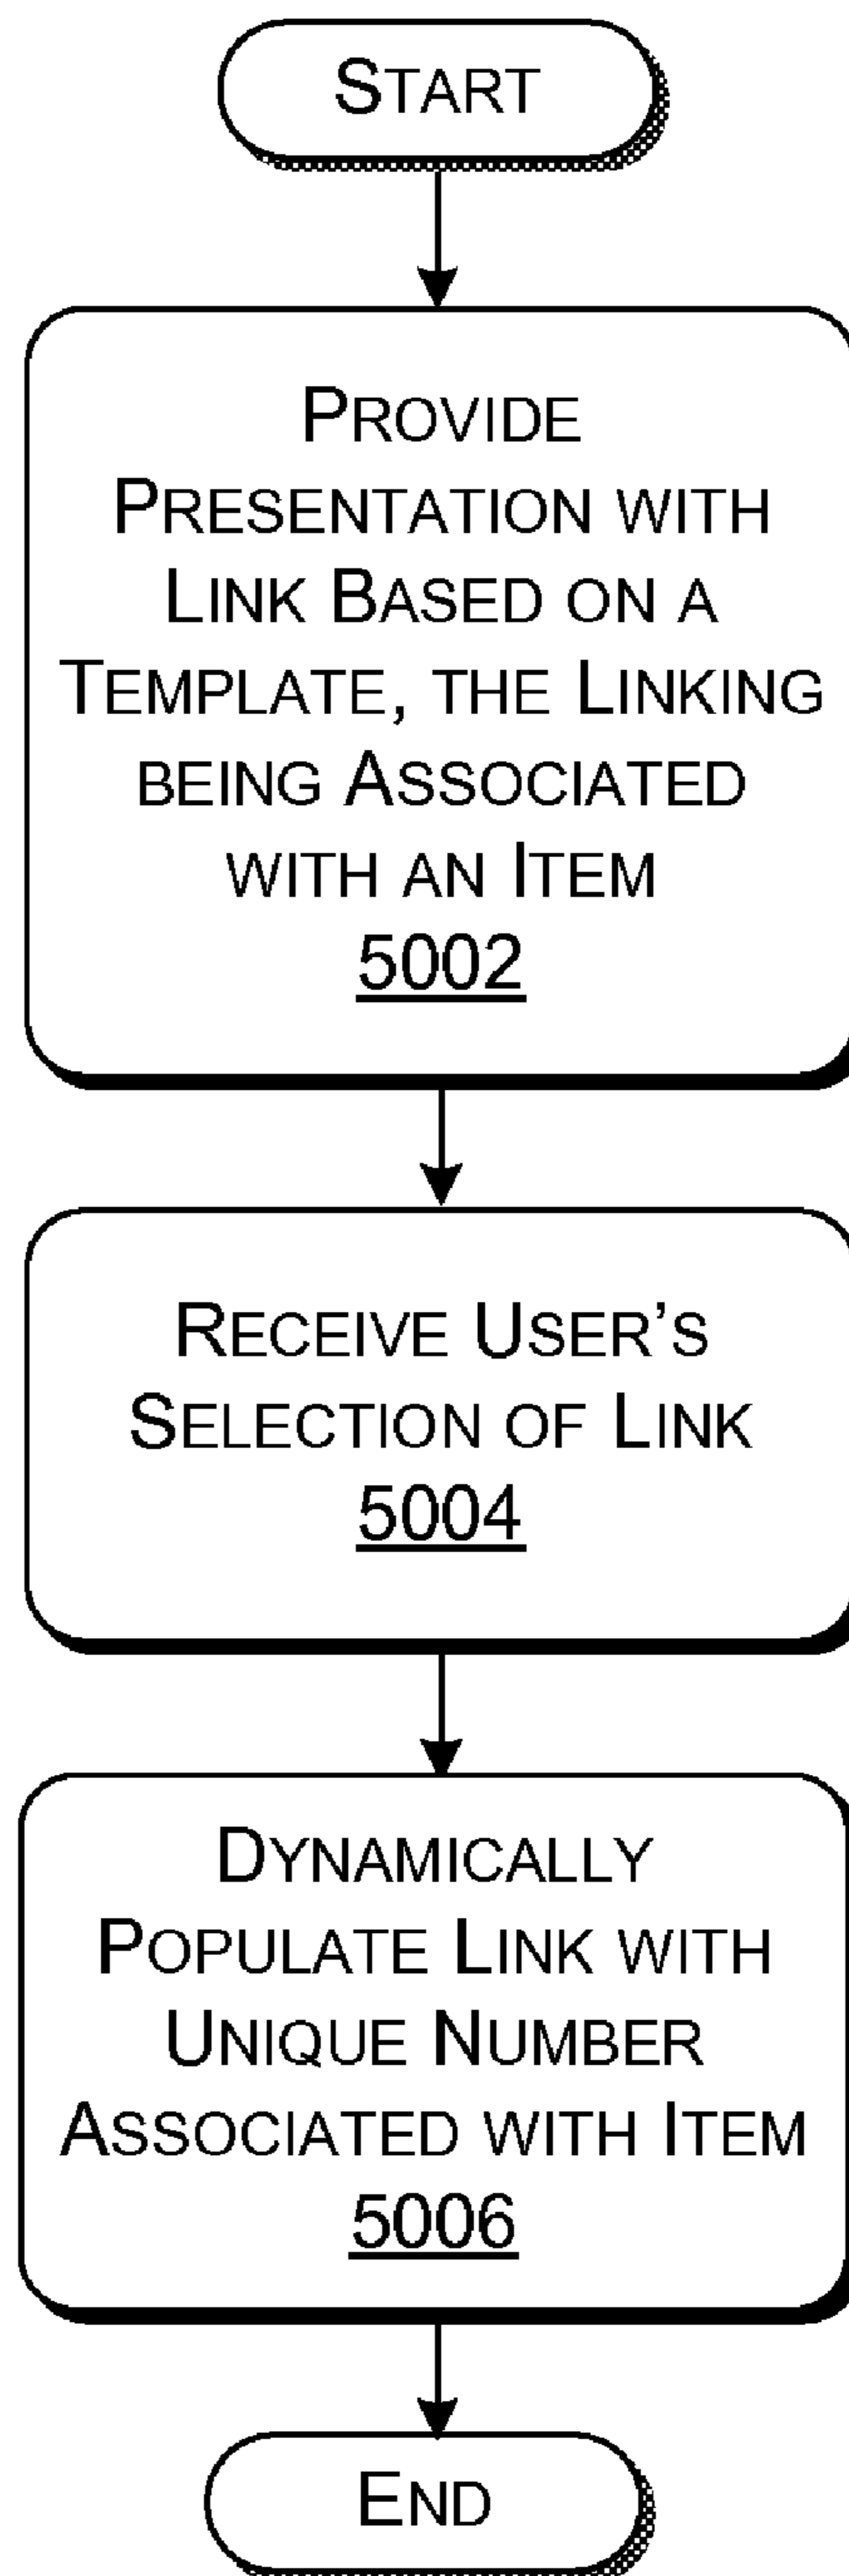 START
PROVIDE
PRESENTATION WITH
LINK BASED ON A
TEMPLATE, THE LINKING
BEING ASSOCIATED
WITH AN ITEM
5002
RECEIVE USER'S
SELECTION OF LINK
5004
DYNAMICALLY
POPULATE LINK WITH
UNIQUE NUMBER
ASSOCIATED WITH ITEM
5006
END